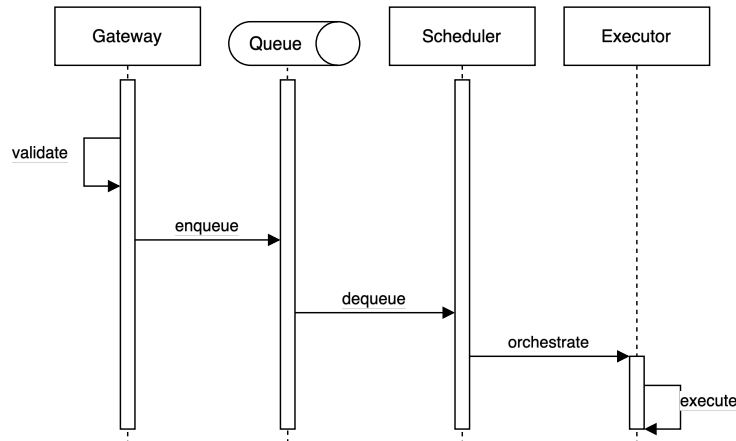 Gateway
Queue
Scheduler
Executor
validate
enqueue
dequeue
orchestrate
execute